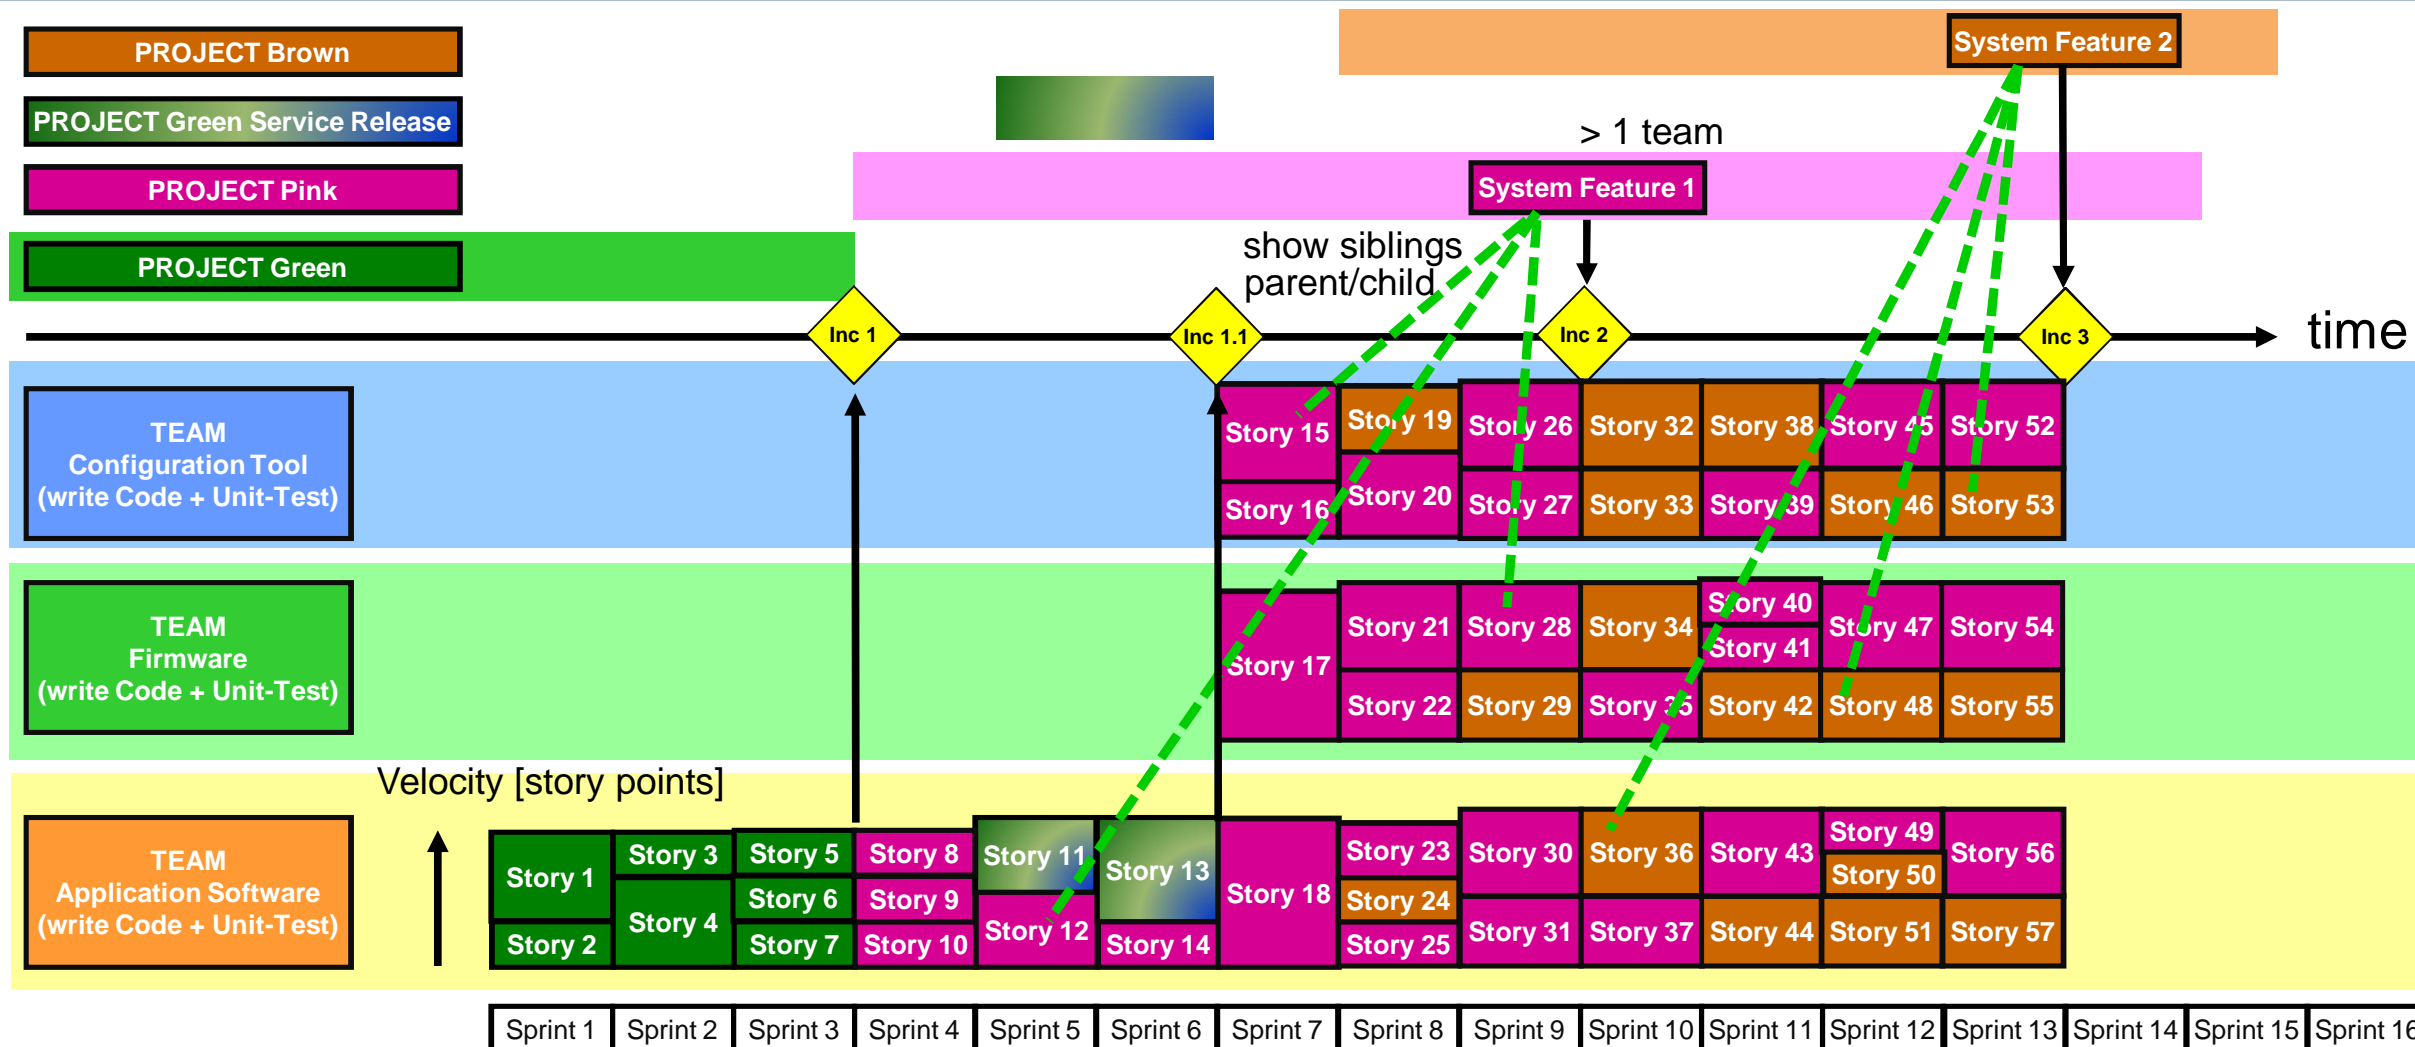 PROJECT Brown
System Feature 2
PROJECT Green Service Release
> 1 team
PROJECT Pink
System Feature 1
show siblings
parent/child
PROJECT Green
Inc 1
Inc 1.1
Inc 2
Inc 3
time
TEAM
Configuration Tool
(write Code + Unit-Test)
Story 15
Story 16
Story 19
Story 20
Story 26
Story 27
Story 32
Story 33
Story 38
Story 39
Story 45
Story 46
Story 52
Story 53
TEAM
Firmware
(write Code + Unit-Test)
Story 17
Story 21
Story 22
Story 28
Story 29
Story 34
Story 35
Story 40
Story 41
Story 42
Story 47
Story 48
Story 54
Story 55
Velocity [story points]
TEAM
Application Software
(write Code + Unit-Test)
Story 1
Story 2
Story 3
Story 4
Story 5
Story 6
Story 7
Story 8
Story 9
Story 10
Story 11
Story 12
Story 13
Story 14
Story 18
Story 23
Story 24
Story 25
Story 30
Story 31
Story 36
Story 37
Story 43
Story 44
Story 49
Story 50
Story 51
Story 56
Story 57
Sprint 1
Sprint 2
Sprint 3
Sprint 4
Sprint 5
Sprint 6
Sprint 7
Sprint 8
Sprint 9
Sprint 10
Sprint 11
Sprint 12
Sprint 13
Sprint 14
Sprint 15
Sprint 16